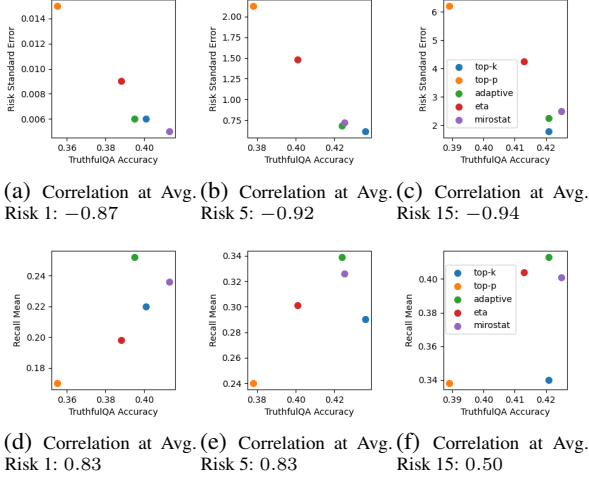 0.014
0.012
0.010
0.008
0.006
Risk Standard Error
0.36 0.38 0.40
TruthfulQA Accuracy
2.00
1.75
1.50
1.25
1.00
0.75
Risk Standard Error
0.38 0.40 0.42
TruthfulQA Accuracy
6
5
4
3
2
Risk Standard Error
top-k
top-p
adaptive
eta
mirostat
0.39 0.40 0.41 0.42
TruthfulQA Accuracy
(a) Correlation at Avg.
Risk 1: −0.87
(b) Correlation at Avg.
Risk 5: −0.92
(c) Correlation at Avg.
Risk 15: −0.94
0.24
0.22
0.20
0.18
Recall Mean
0.36 0.38 0.40
TruthfulQA Accuracy
0.34
0.32
0.30
0.28
0.26
0.24
Recall Mean
0.38 0.40 0.42
TruthfulQA Accuracy
0.40
0.38
0.36
0.34
Recall Mean
top-k
top-p
adaptive
eta
mirostat
0.39 0.40 0.41 0.42
TruthfulQA Accuracy
(d) Correlation at Avg.
Risk 1: 0.83
(e) Correlation at Avg.
Risk 5: 0.83
(f) Correlation at Avg.
Risk 15: 0.50